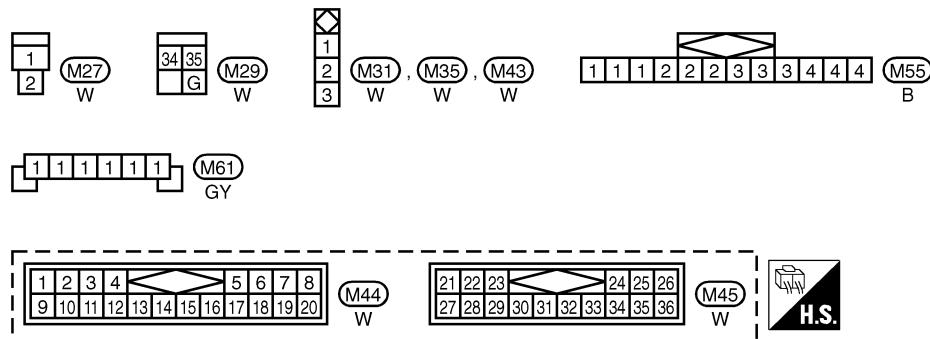 1
2
M27
W
34 35
G
M29
W
1
2
3
M31 , M35 , M43
W W W
1 1 1 2 2 2 3 3 3 4 4 4
M55
B
1 1 1 1 1 1
M61
GY
1 2 3 4 5 6 7 8
9 10 11 12 13 14 15 16 17 18 19 20
M44
W
21 22 23 24 25 26
27 28 29 30 31 32 33 34 35 36
M45
W
H.S.